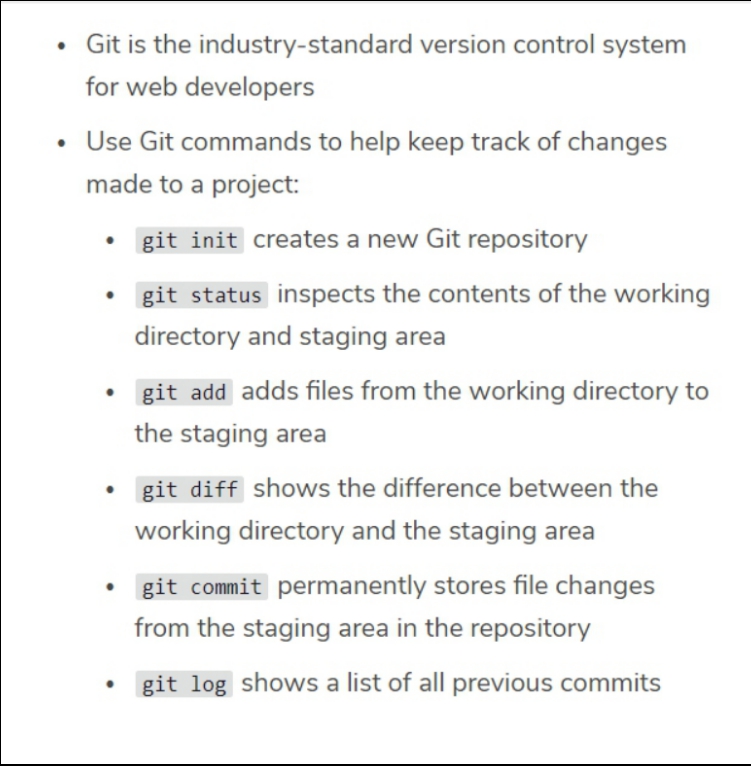 Git is the industry-standard version control system
for web developers
Use Git commands to help keep track of changes
made to a project:
git init creates a new Git repository
git status inspects the contents of the working
directory and staging area
git add adds files from the working directory to
the staging area
git diff shows the difference between the
working directory and the staging area
git commit permanently stores file changes
from the staging area in the repository
git log shows a list of all previous commits